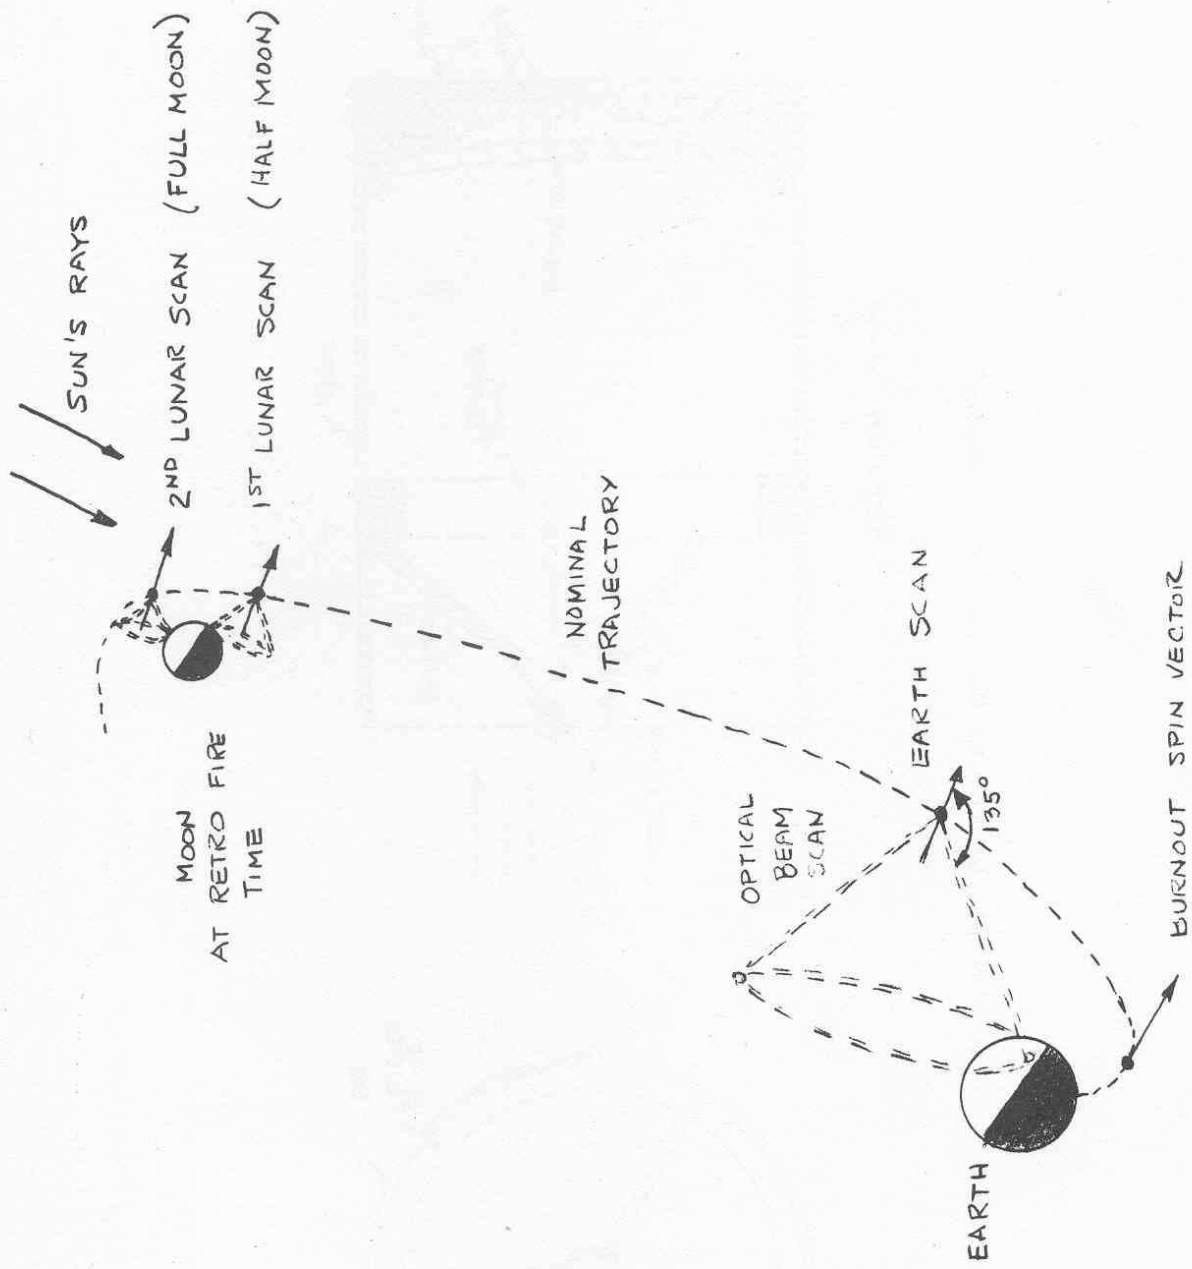 SUN'S RAYS
2ND LUNAR SCAN (FULL MOON)
1ST LUNAR SCAN (HALF MOON)
MOON
AT RETRO FIRE
TIME
NOMINAL
TRAJECTORY
OPTICAL
BEAM
SCAN
EARTH SCAN
135°
EARTH
BURNOUT SPIN VECTOR